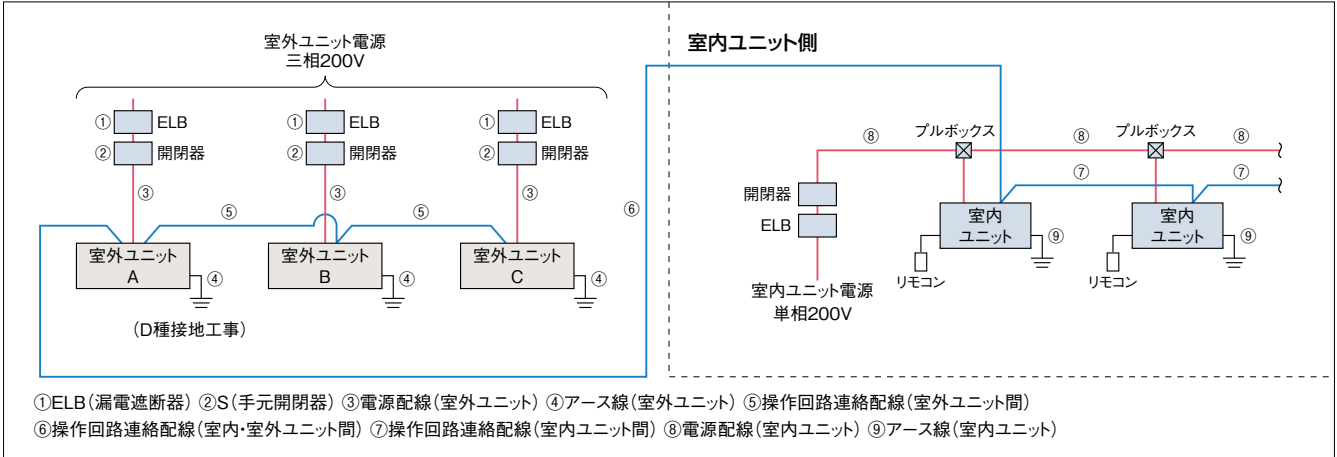 室外ユニット電源
三相200V
① ELB ① ELB ① ELB
② 開閉器 ② 開閉器 ② 開閉器
③ ③ ③
⑤ ⑤ ⑥
室外ユニット
A
④
室外ユニット
B
④
室外ユニット
C
④
(D種接地工事)
室内ユニット側
⑧ プルボックス ⑧ プルボックス ⑧
⑦ ⑦
開閉器
ELB
室内ユニット電源
単相200V
室内
ユニット
⑨
リモコン
室内
ユニット
⑨
リモコン
①ELB(漏電遮断器) ②S(手元開閉器) ③電源配線(室外ユニット) ④アース線(室外ユニット) ⑤操作回路連絡配線(室外ユニット間)
⑥操作回路連絡配線(室内・室外ユニット間) ⑦操作回路連絡配線(室内ユニット間) ⑧電源配線(室内ユニット) ⑨アース線(室内ユニット)